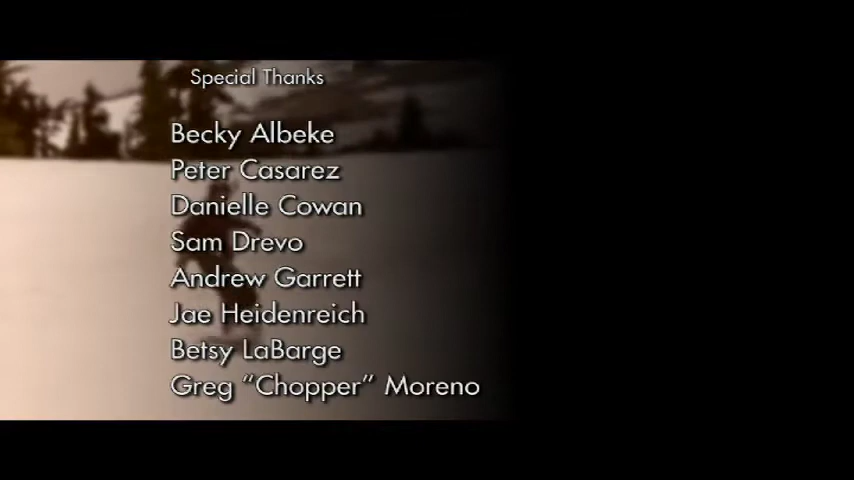 Special Thanks
Becky Albeke
Peter Casarez
Danielle Cowan
Sam Drevo
Andrew Garrett
Jae Heidenreich
Betsy LaBarge
Greg “Chopper” Moreno